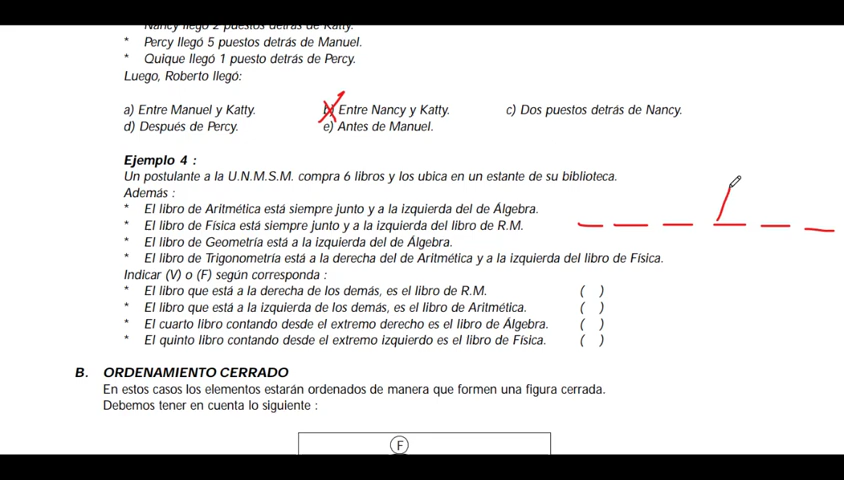 Nancy llegó 2 puestos detrás de Katty.
* Percy llegó 5 puestos detrás de Manuel.
* Quique llegó 1 puesto detrás de Percy.
Luego, Roberto llegó:
a) Entre Manuel y Katty. b) Entre Nancy y Katty. c) Dos puestos detrás de Nancy.
d) Después de Percy. e) Antes de Manuel.
Ejemplo 4 :
Un postulante a la U.N.M.S.M. compra 6 libros y los ubica en un estante de su biblioteca.
Además :
* El libro de Aritmética está siempre junto y a la izquierda del de Álgebra.
* El libro de Física está siempre junto y a la izquierda del libro de R.M.
* El libro de Geometría está a la izquierda del de Álgebra.
* El libro de Trigonometría está a la derecha del de Aritmética y a la izquierda del libro de Física.
Indicar (V) o (F) según corresponda :
* El libro que está a la derecha de los demás, es el libro de R.M. ( )
* El libro que está a la izquierda de los demás, es el libro de Aritmética. ( )
* El cuarto libro contando desde el extremo derecho es el libro de Álgebra. ( )
* El quinto libro contando desde el extremo izquierdo es el libro de Física. ( )
B. ORDENAMIENTO CERRADO
En estos casos los elementos estarán ordenados de manera que formen una figura cerrada.
Debemos tener en cuenta lo siguiente :
F